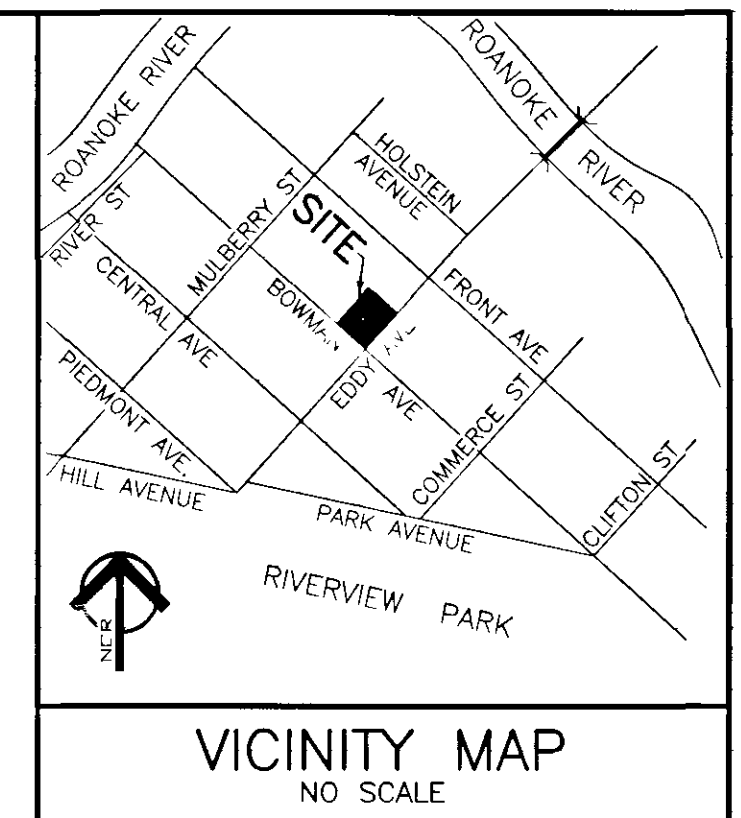 ROANOKE RIVER
ROANOKE
RIVER
HOLSTEIN
AVENUE
MULBERRY ST
SITE
RIVER ST
CENTRAL AVE
BOWMAN
AVE
FRONT AVE
EDDY AVE
PIEDMONT AVE.
COMMERCE ST
CLIFTON ST
HILL AVENUE
PARK AVENUE
RIVERVIEW PARK
VICINITY MAP
NO SCALE